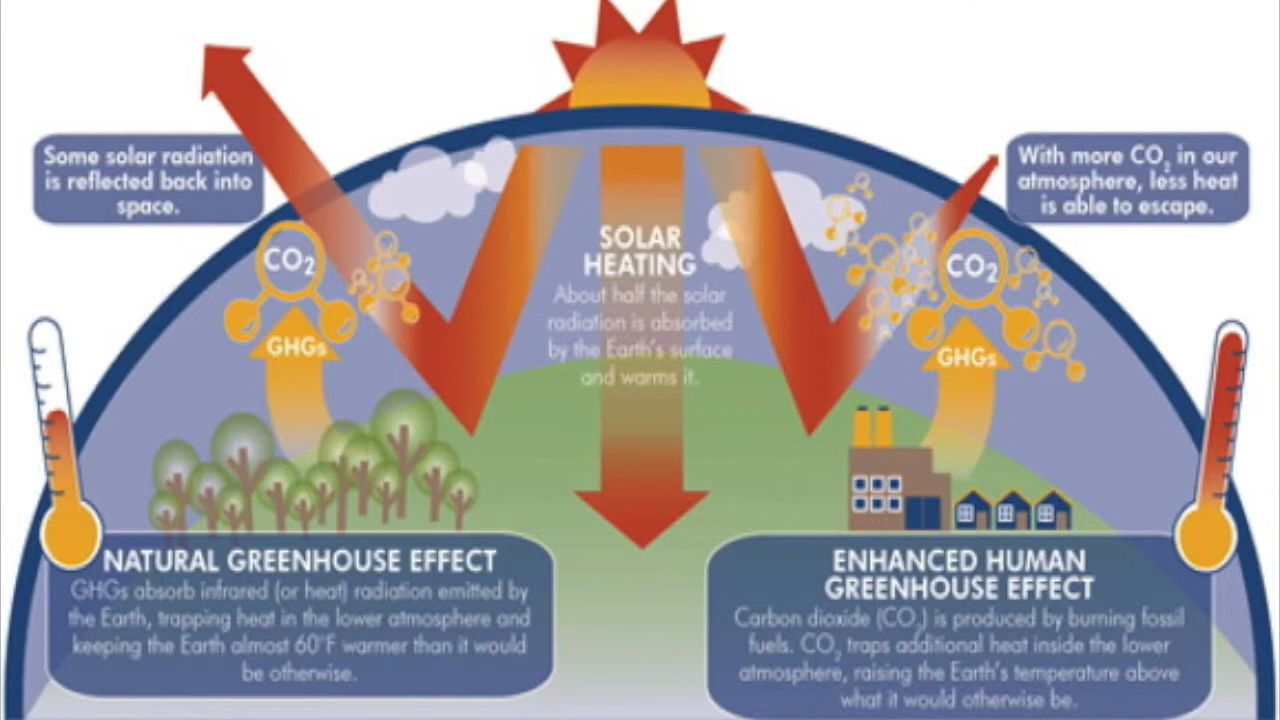 Some solar radiation
is reflected back into
space.
With more CO₂ in our
atmosphere, less heat
is able to escape.
CO₂
GHGs
SOLAR
HEATING
About half the solar
radiation is absorbed
by the Earth's surface
and warms it.
CO₂
GHGs
NATURAL GREENHOUSE EFFECT
GHGs absorb infrared (or heat) radiation emitted by
the Earth, trapping heat in the lower atmosphere and
keeping the Earth almost 60°F warmer than it would
be otherwise.
ENHANCED HUMAN
GREENHOUSE EFFECT
Carbon dioxide (CO₂) is produced by burning fossil
fuels. CO₂ traps additional heat inside the lower
atmosphere, raising the Earth's temperature above
what it would otherwise be.